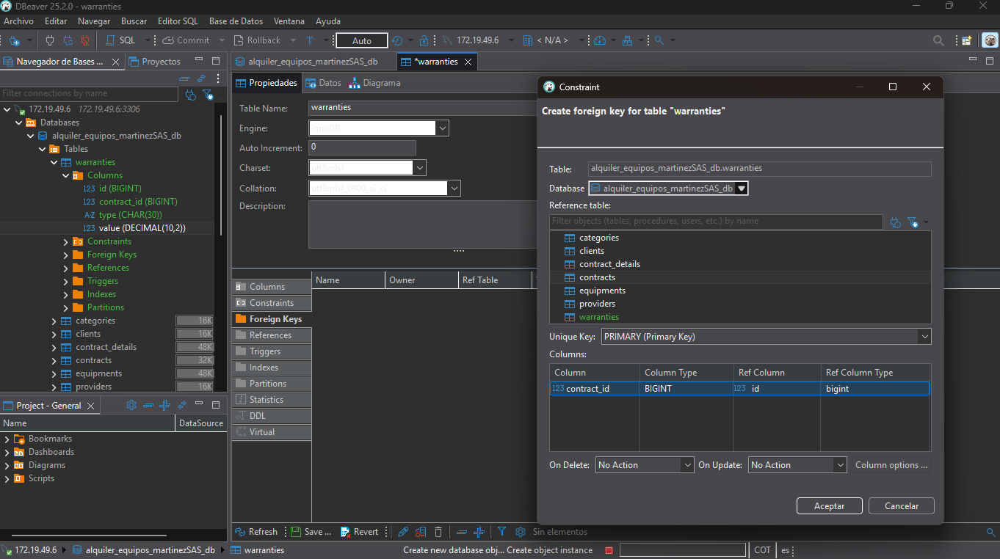 DBeaver 25.2.0 - warranties
Archivo Editar Navegar Buscar Editor SQL Base de Datos Ventana Ayuda
SQL Commit Rollback Auto 172.19.49.6 < N/A >
Navegador de Bases ... Proyectos
Filter connections by name
172.19.49.6 172.19.49.6:3306
Databases
alquiler_equipos_martinezSAS_db
Tables
warranties
Columns
123 id (BIGINT)
123 contract_id (BIGINT)
A-Z type (CHAR(30))
123 value (DECIMAL(10,2))
Constraints
Foreign Keys
References
Triggers
Indexes
Partitions
categories 16K
clients 16K
contract_details 48K
contracts 32K
equipments 48K
providers 16K
Project - General
Name DataSource
Bookmarks
Dashboards
Diagrams
Scripts
alquiler_equipos_martinezSAS_db *warranties
Propiedades Datos Diagrama
Table Name: warranties
Engine: InnoDB
Auto Increment: 0
Charset: utf8mb4
Collation: utf8mb4_0900_ai_ci
Description:
Columns
Constraints
Foreign Keys
References
Triggers
Indexes
Partitions
Statistics
DDL
Virtual
Name Owner Ref Table
Constraint
Create foreign key for table "warranties"
Table: alquiler_equipos_martinezSAS_db.warranties
Database alquiler_equipos_martinezSAS_db
Reference table:
Filter objects (tables, procedures, users, etc.) by name
categories
clients
contract_details
contracts
equipments
providers
warranties
Unique Key: PRIMARY (Primary Key)
Columns:
Column Column Type Ref Column Ref Column Type
123 contract_id BIGINT 123 id bigint
On Delete: No Action On Update: No Action Column options ...
Aceptar Cancelar
Refresh Save ... Revert Sin elementos
172.19.49.6 alquiler_equipos_martinezSAS_db warranties Create new database obj... Create object instance COT es